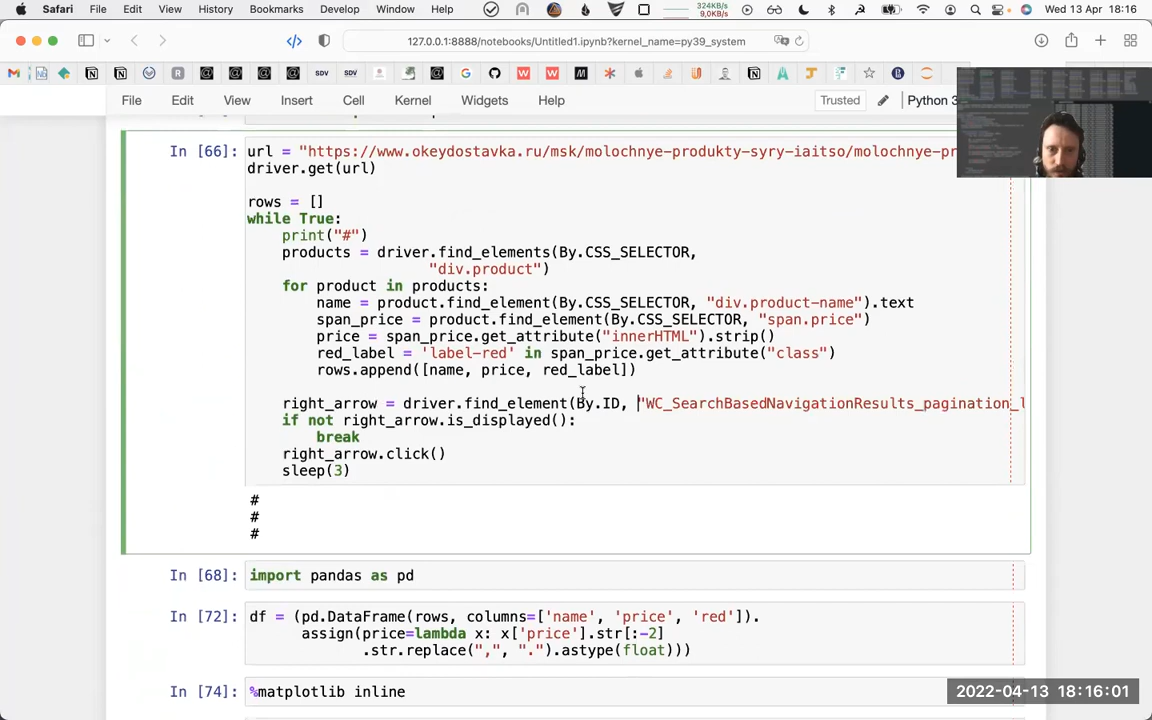 Safari File Edit View History Bookmarks Develop Window Help 324KB/s 9,0KB/s Wed 13 Apr 18:16
127.0.0.1:8888/notebooks/Untitled1.ipynb?kernel_name=py39_system
SDV SDV
File Edit View Insert Cell Kernel Widgets Help Trusted Python 3
In [66]: url = "https://www.okeydostavka.ru/msk/molochnye-produkty-syry-iaitso/molochnye-pr
driver.get(url)
rows = []
while True:
print("#")
products = driver.find_elements(By.CSS_SELECTOR,
"div.product")
for product in products:
name = product.find_element(By.CSS_SELECTOR, "div.product-name").text
span_price = product.find_element(By.CSS_SELECTOR, "span.price")
price = span_price.get_attribute("innerHTML").strip()
red_label = 'label-red' in span_price.get_attribute("class")
rows.append([name, price, red_label])
right_arrow = driver.find_element(By.ID, "WC_SearchBasedNavigationResults_pagination_l
if not right_arrow.is_displayed():
break
right_arrow.click()
sleep(3)
#
#
#
In [68]: import pandas as pd
In [72]: df = (pd.DataFrame(rows, columns=['name', 'price', 'red']).
assign(price=lambda x: x['price'].str[:-2]
.str.replace(",", ".").astype(float)))
In [74]: %matplotlib inline
2022-04-13 18:16:01